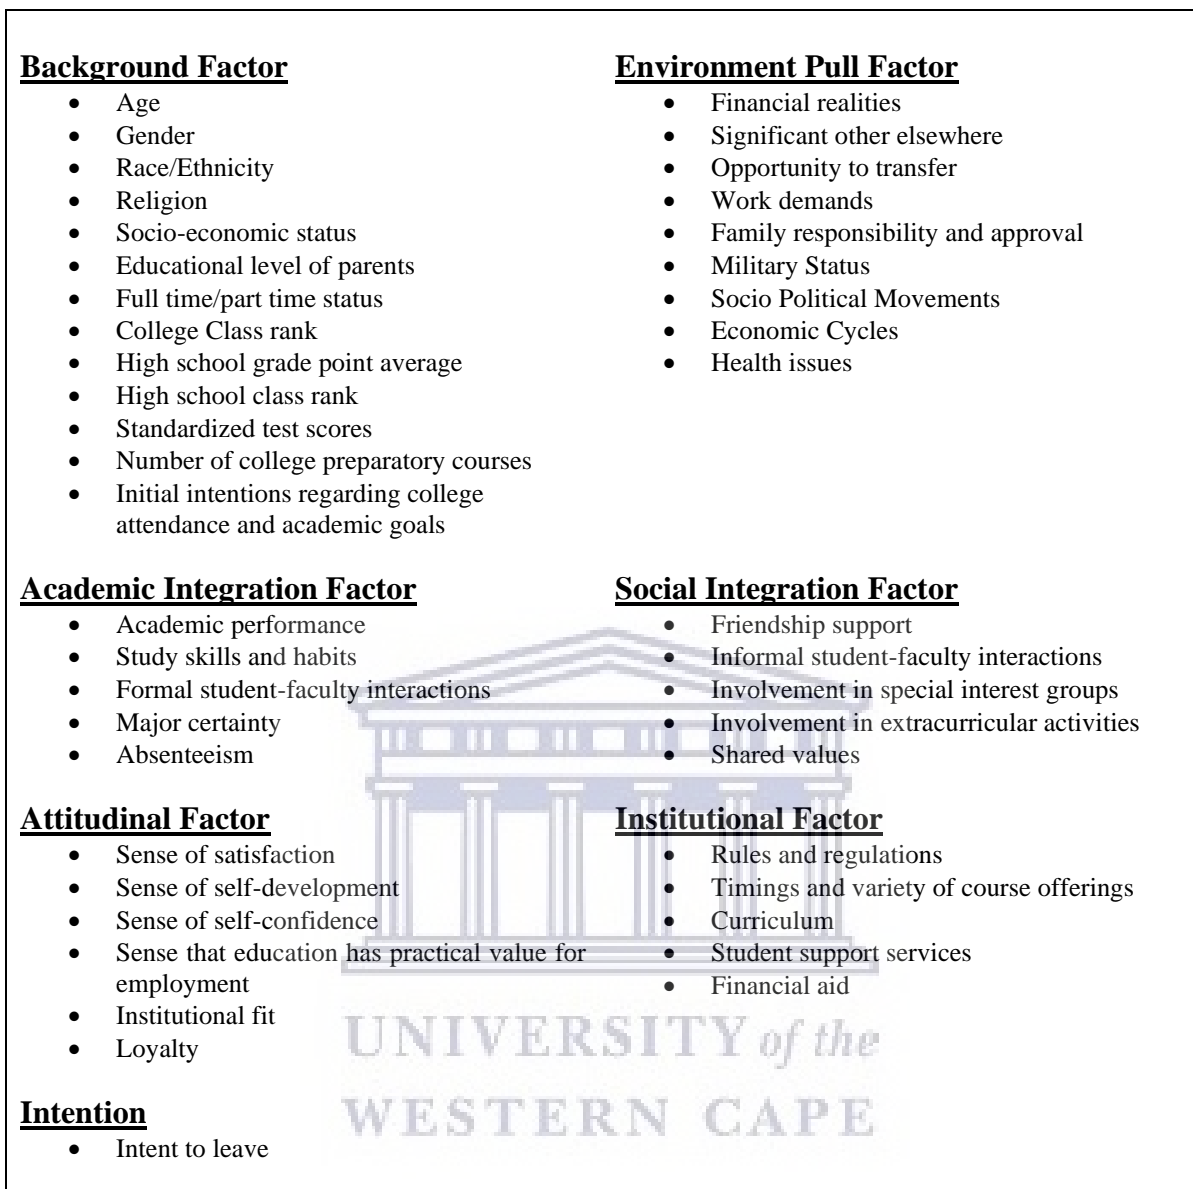 Background Factor
• Age
• Gender
• Race/Ethnicity
• Religion
• Socio-economic status
• Educational level of parents
• Full time/part time status
• College Class rank
• High school grade point average
• High school class rank
• Standardized test scores
• Number of college preparatory courses
• Initial intentions regarding college
attendance and academic goals
Environment Pull Factor
• Financial realities
• Significant other elsewhere
• Opportunity to transfer
• Work demands
• Family responsibility and approval
• Military Status
• Socio Political Movements
• Economic Cycles
• Health issues
Academic Integration Factor
• Academic performance
• Study skills and habits
• Formal student-faculty interactions
• Major certainty
• Absenteeism
Social Integration Factor
• Friendship support
• Informal student-faculty interactions
• Involvement in special interest groups
• Involvement in extracurricular activities
• Shared values
Attitudinal Factor
• Sense of satisfaction
• Sense of self-development
• Sense of self-confidence
• Sense that education has practical value for
employment
• Institutional fit
• Loyalty
Institutional Factor
• Rules and regulations
• Timings and variety of course offerings
• Curriculum
• Student support services
• Financial aid
Intention
• Intent to leave
UNIVERSITY of the
WESTERN CAPE